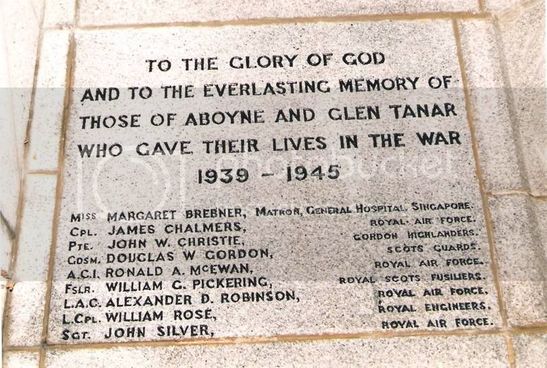 TO THE GLORY OF GOD
AND TO THE EVERLASTING MEMORY OF
THOSE OF ABOYNE AND GLEN TANAR
WHO GAVE THEIR LIVES IN THE WAR
1939 - 1945
MISS MARGARET BREBNER, MATRON, GENERAL HOSPITAL, SINGAPORE.
CPL. JAMES CHALMERS, ROYAL AIR FORCE.
PTE. JOHN W. CHRISTIE, GORDON HIGHLANDERS.
GDSM. DOUGLAS W GORDON, SCOTS GUARDS.
A.C.I. RONALD A. McEWAN, ROYAL AIR FORCE.
FSLR. WILLIAM G. PICKERING, ROYAL SCOTS FUSILIERS.
L.A.C. ALEXANDER D. ROBINSON, ROYAL AIR FORCE.
L.CPL. WILLIAM ROSE, ROYAL ENGINEERS.
SGT. JOHN SILVER, ROYAL AIR FORCE.